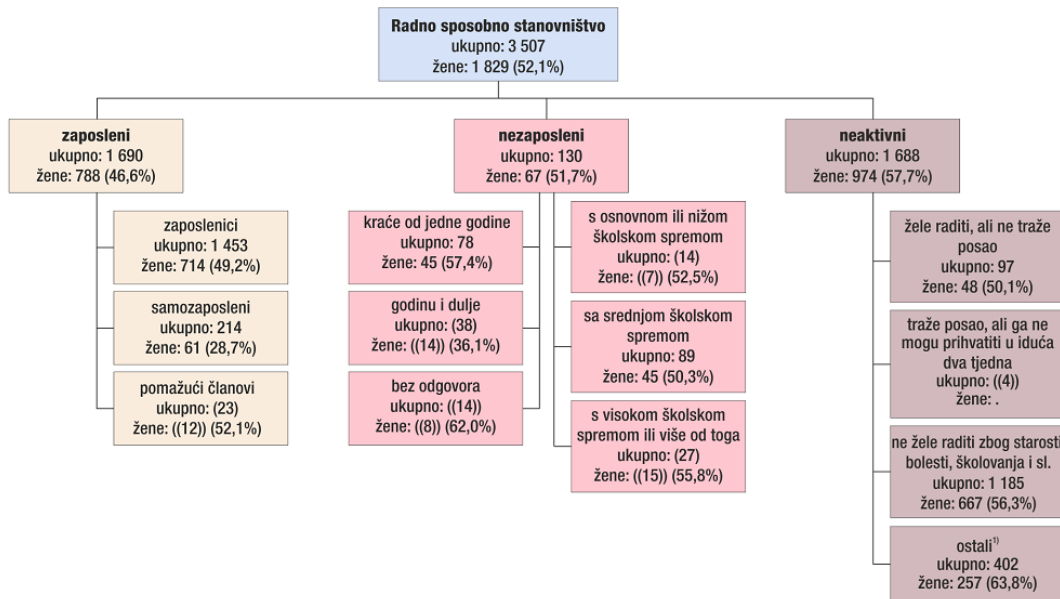 Radno sposobno stanovništvo
ukupno: 3 507
žene: 1 829 (52,1%)
zaposleni
ukupno: 1 690
žene: 788 (46,6%)
zaposlenici
ukupno: 1 453
žene: 714 (49,2%)
samozaposleni
ukupno: 214
žene: 61 (28,7%)
pomažući članovi
ukupno: (23)
žene: ((12)) (52,1%)
nezaposleni
ukupno: 130
žene: 67 (51,7%)
kraće od jedne godine
ukupno: 78
žene: 45 (57,4%)
godinu i dulje
ukupno: (38)
žene: ((14)) (36,1%)
bez odgovora
ukupno: ((14))
žene: ((8)) (62,0%)
s osnovnom ili nižom
školskom spremom
ukupno: (14)
žene: ((7)) (52,5%)
sa srednjom školskom
spremom
ukupno: 89
žene: 45 (50,3%)
s visokom školskom
spremom ili više od toga
ukupno: (27)
žene: ((15)) (55,8%)
neaktivni
ukupno: 1 688
žene: 974 (57,7%)
žele raditi, ali ne traže
posao
ukupno: 97
žene: 48 (50,1%)
traže posao, ali ga ne
mogu prihvatiti u iduća
dva tjedna
ukupno: ((4))
žene: .
ne žele raditi zbog starosti
bolesti, školovanja i sl.
ukupno: 1 185
žene: 667 (56,3%)
ostali¹⁾
ukupno: 402
žene: 257 (63,8%)